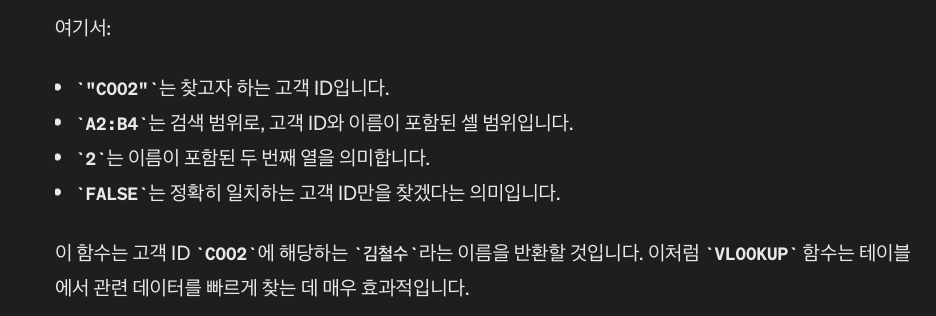 여기서:
• `"C002"`는 찾고자 하는 고객 ID입니다.
• `A2:B4`는 검색 범위로, 고객 ID와 이름이 포함된 셀 범위입니다.
• `2`는 이름이 포함된 두 번째 열을 의미합니다.
• `FALSE`는 정확히 일치하는 고객 ID만을 찾겠다는 의미입니다.
이 함수는 고객 ID `C002`에 해당하는 `김철수`라는 이름을 반환할 것입니다. 이처럼 `VLOOKUP` 함수는 테이블
에서 관련 데이터를 빠르게 찾는 데 매우 효과적입니다.